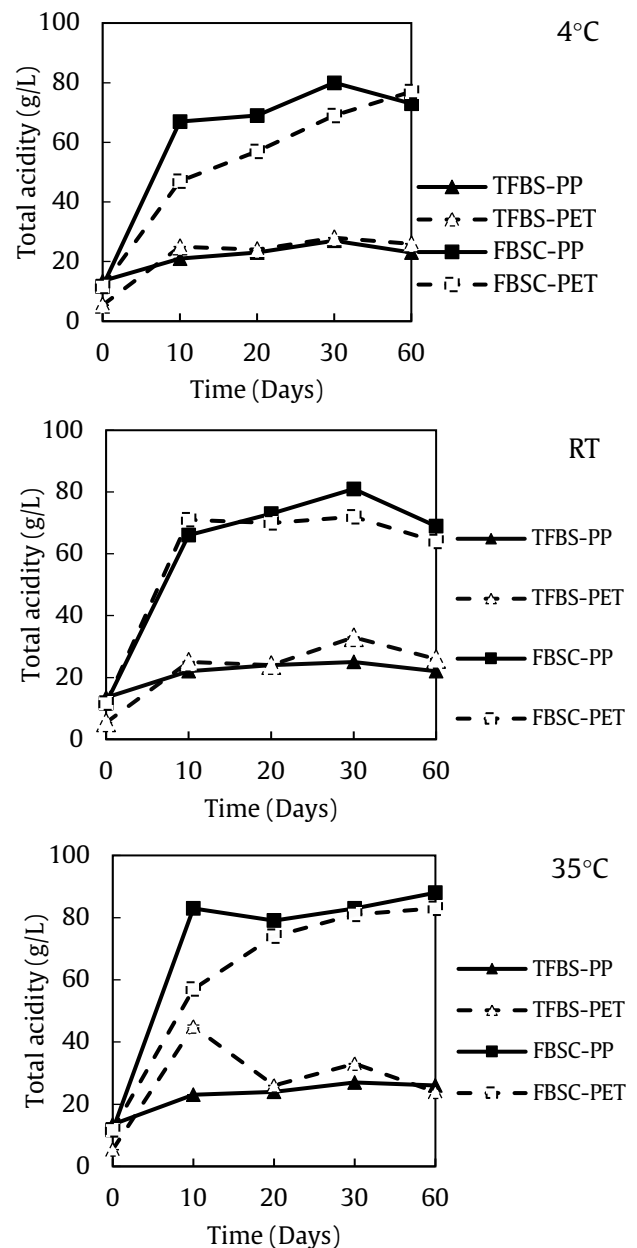 4°C
Total acidity (g/L)
100
80
60
40
20
0
0 10 20 30 60
Time (Days)
TFBS-PP
TFBS-PET
FBSC-PP
FBSC-PET
RT
Total acidity (g/L)
100
80
60
40
20
0
0 10 20 30 60
Time (Days)
TFBS-PP
TFBS-PET
FBSC-PP
FBSC-PET
35°C
Total acidity (g/L)
100
80
60
40
20
0
0 10 20 30 60
Time (Days)
TFBS-PP
TFBS-PET
FBSC-PP
FBSC-PET